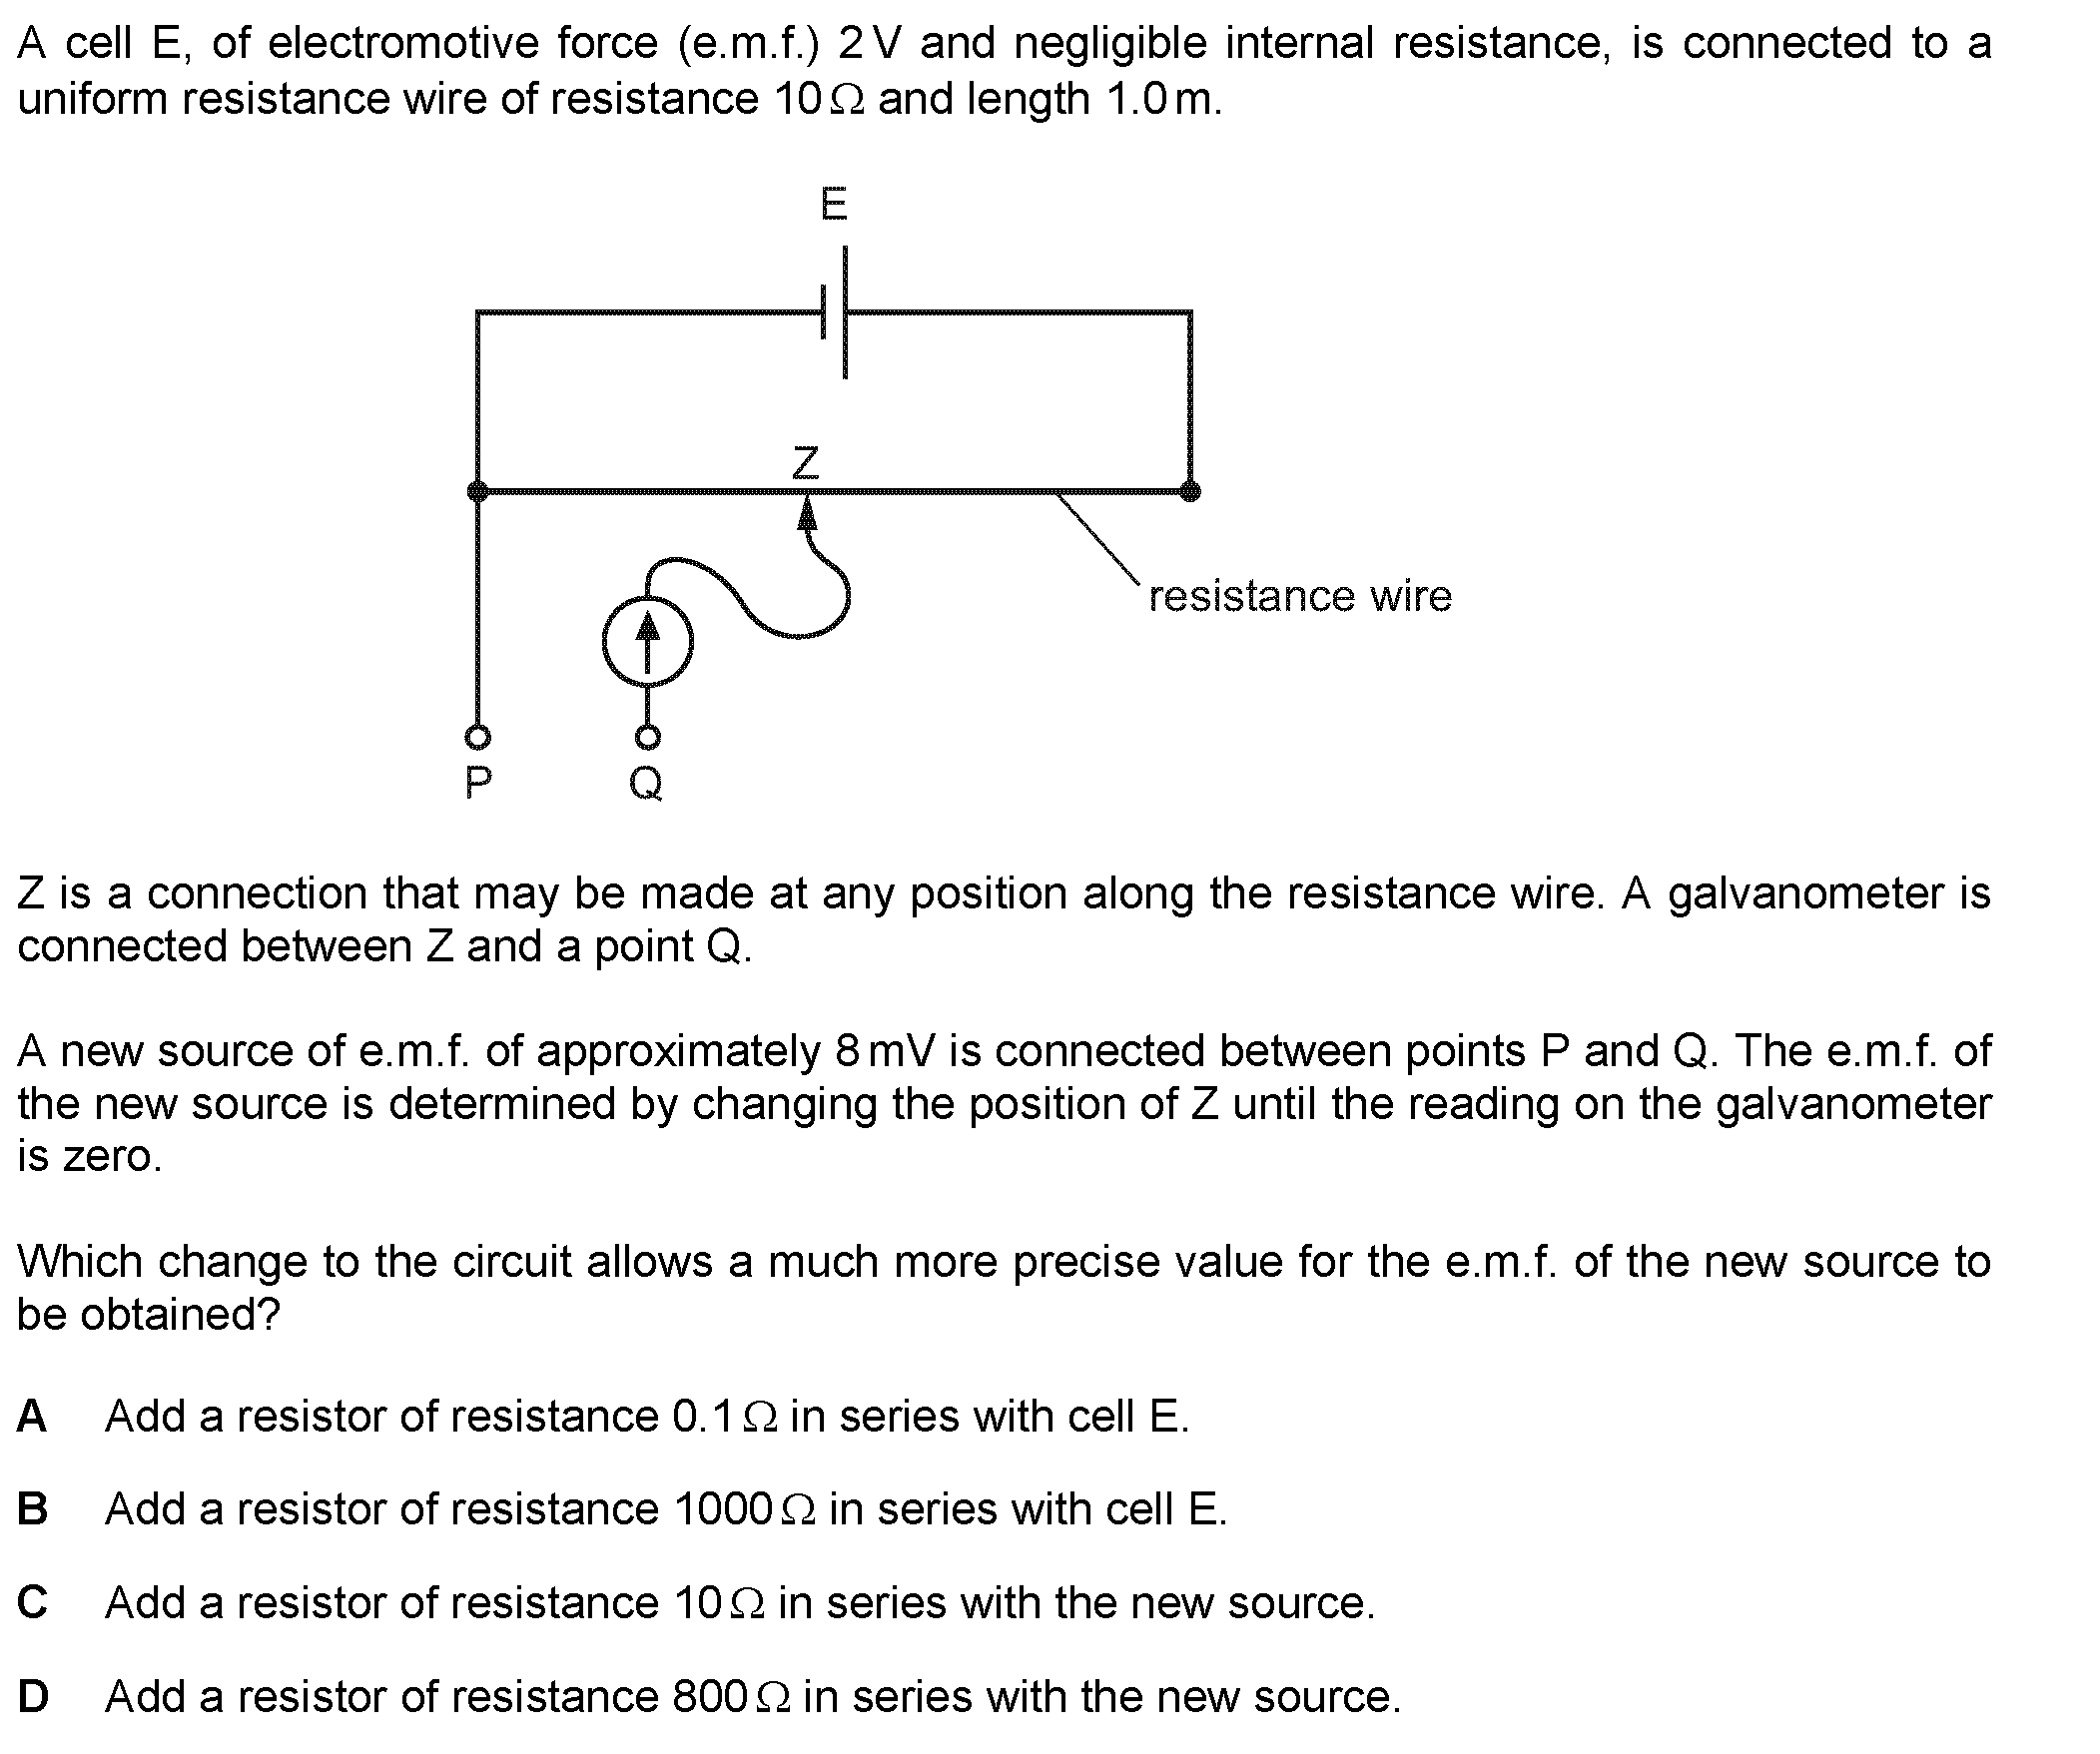 A cell E, of electromotive force (e.m.f.) 2 V and negligible internal resistance, is connected to a
uniform resistance wire of resistance 10 Ω and length 1.0 m.
E
Z
resistance wire
P
Q
Z is a connection that may be made at any position along the resistance wire. A galvanometer is
connected between Z and a point Q.
A new source of e.m.f. of approximately 8 mV is connected between points P and Q. The e.m.f. of
the new source is determined by changing the position of Z until the reading on the galvanometer
is zero.
Which change to the circuit allows a much more precise value for the e.m.f. of the new source to
be obtained?
A Add a resistor of resistance 0.1 Ω in series with cell E.
B Add a resistor of resistance 1000 Ω in series with cell E.
C Add a resistor of resistance 10 Ω in series with the new source.
D Add a resistor of resistance 800 Ω in series with the new source.